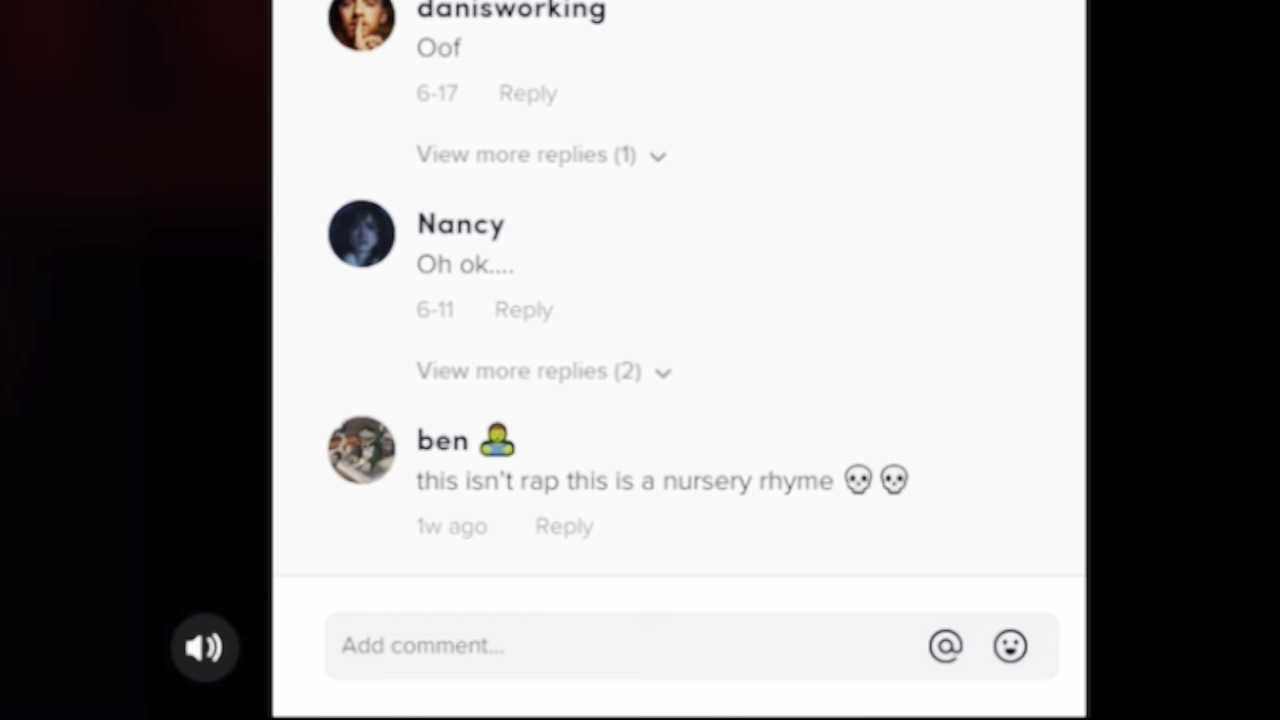 danisworking
Oof
6-17 Reply
View more replies (1)
Nancy
Oh ok....
6-11 Reply
View more replies (2)
ben 🧟‍♂️
this isn't rap this is a nursery rhyme 💀💀
1w ago Reply
Add comment...